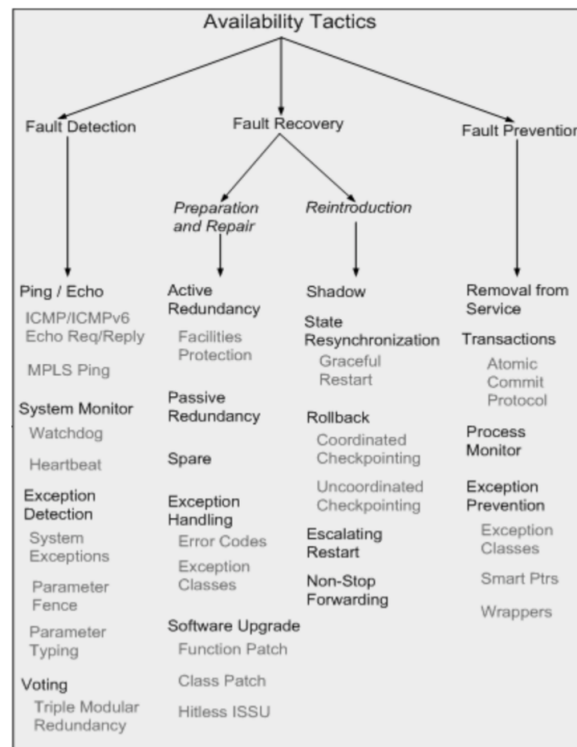 Availability Tactics
Fault Detection
Fault Recovery
Fault Prevention
Preparation
and Repair
Reintroduction
Ping / Echo
ICMP/ICMPv6
Echo Req/Reply
MPLS Ping
System Monitor
Watchdog
Heartbeat
Exception
Detection
System
Exceptions
Parameter
Fence
Parameter
Typing
Voting
Triple Modular
Redundancy
Active
Redundancy
Facilities
Protection
Passive
Redundancy
Spare
Exception
Handling
Error Codes
Exception
Classes
Software Upgrade
Function Patch
Class Patch
Hitless ISSU
Shadow
State
Resynchronization
Graceful
Restart
Rollback
Coordinated
Checkpointing
Uncoordinated
Checkpointing
Escalating
Restart
Non-Stop
Forwarding
Removal from
Service
Transactions
Atomic
Commit
Protocol
Process
Monitor
Exception
Prevention
Exception
Classes
Smart Ptrs
Wrappers